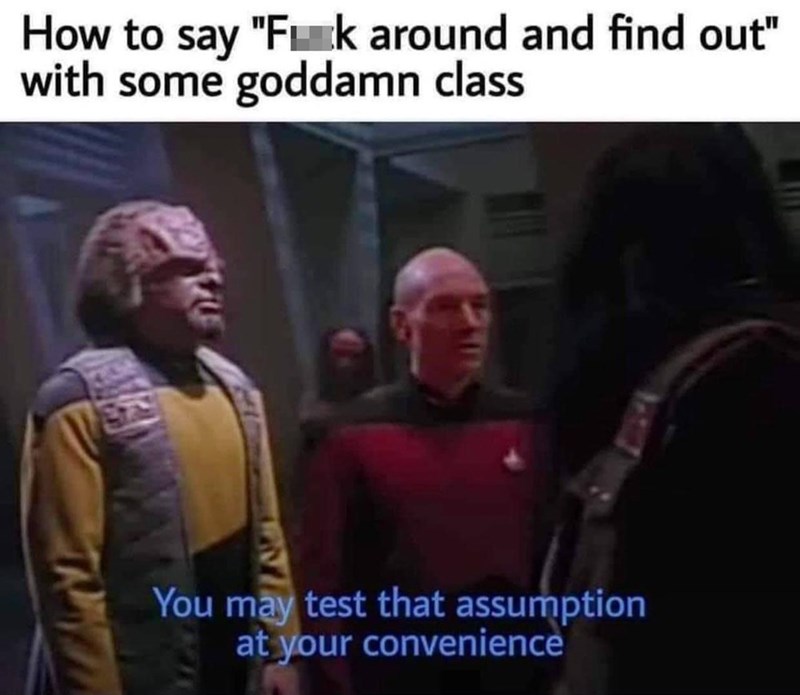 How to say "F k around and find out"
with some goddamn class
You may test that assumption
at your convenience